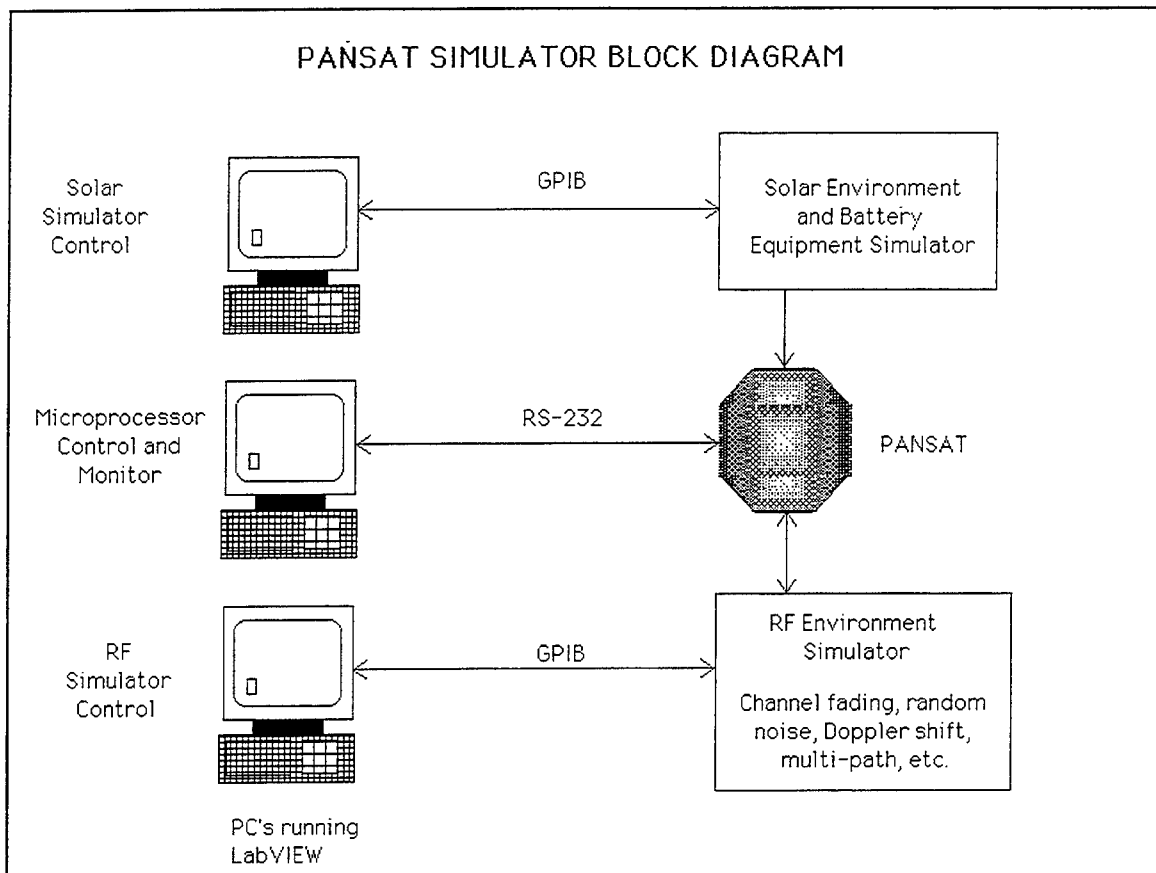 PANSAT SIMULATOR BLOCK DIAGRAM
Solar
Simulator
Control
GPIB
Solar Environment
and Battery
Equipment Simulator
Microprocessor
Control and
Monitor
RS-232
PANSAT
RF
Simulator
Control
GPIB
RF Environment
Simulator
Channel fading, random
noise, Doppler shift,
multi-path, etc.
PC's running
LabVIEW